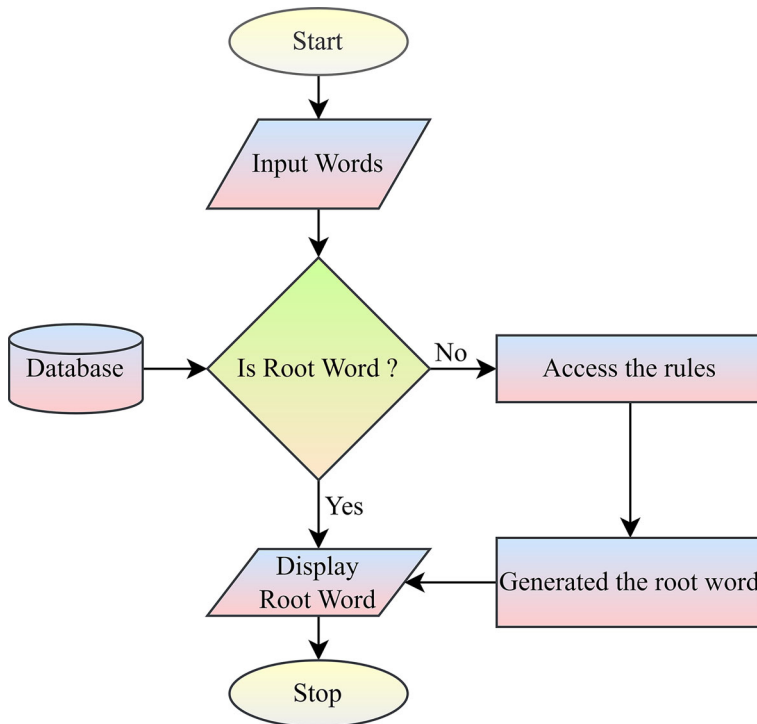 Start
Input Words
Database
Is Root Word ?
No
Access the rules
Yes
Display
Root Word
Generated the root word
Stop